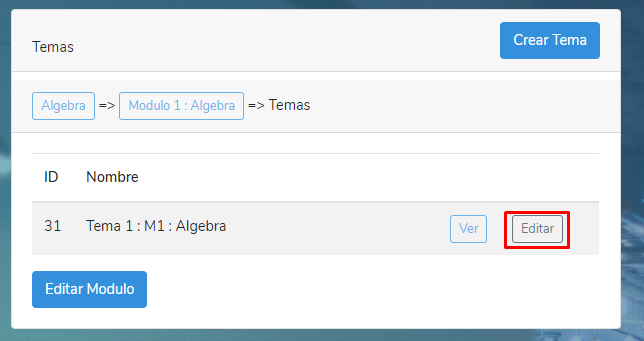 Temas
Crear Tema
Algebra => Modulo 1 : Algebra => Temas
ID Nombre
31 Tema 1 : M1 : Algebra Ver Editar
Editar Modulo